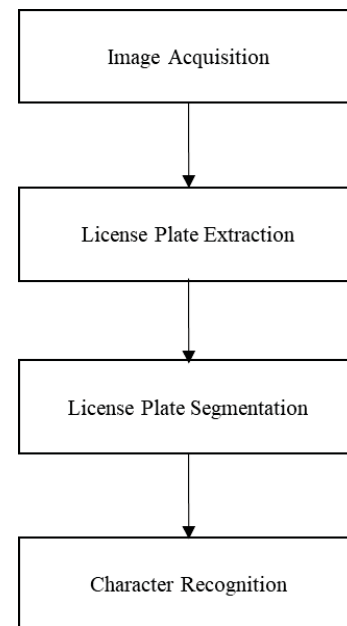 Image Acquisition
License Plate Extraction
License Plate Segmentation
Character Recognition